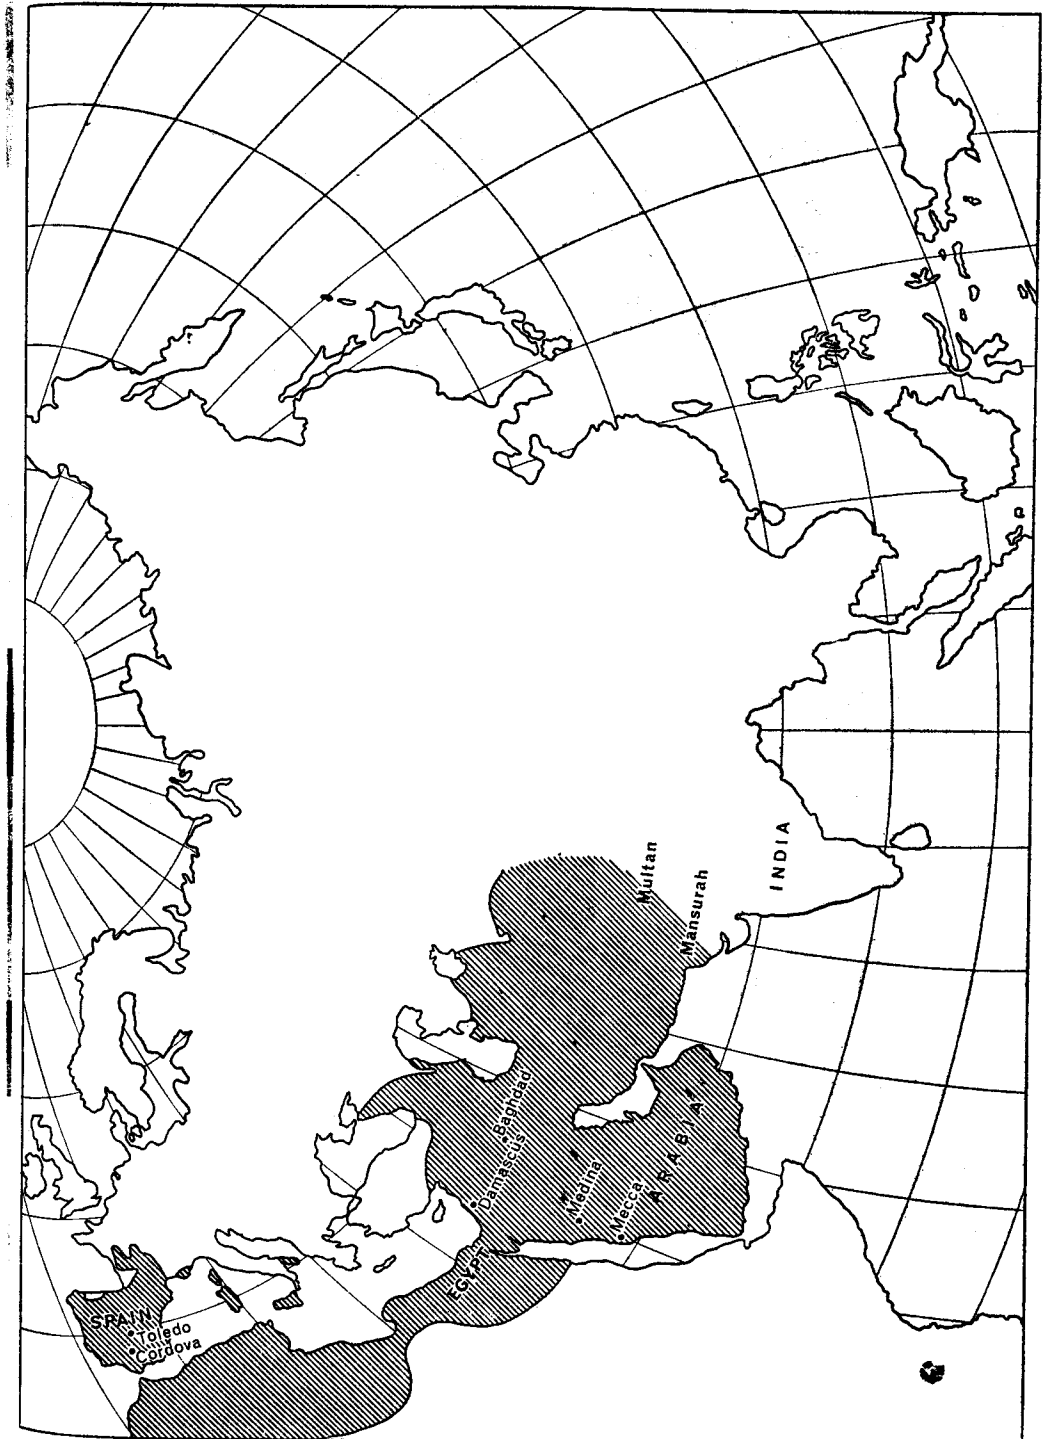 SPAIN
Toledo
Cordova
EGYPT
Damascus
Baghdad
Medina
Mecca
ARABIA
Mansurah
Multan
INDIA